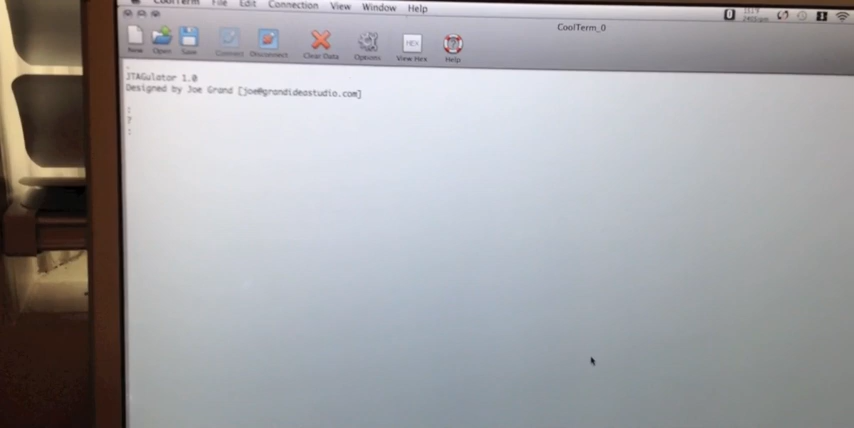 CoolTerm File Edit Connection View Window Help
CoolTerm_0
New Open Save Connect Disconnect Clear Data Options View Hex Help
HEX
JTAGulator 1.0
Designed by Joe Grand [joe@grandideastudio.com]
:
?
: